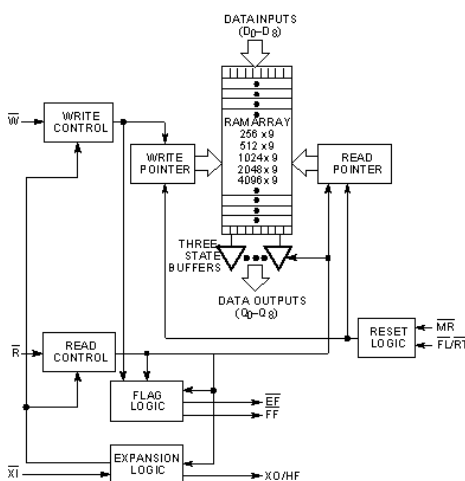 DATA INPUTS
(D0–D8)
W
WRITE
CONTROL
RAM ARRAY
256 x 9
512 x 9
1024 x 9
2048 x 9
4096 x 9
WRITE
POINTER
READ
POINTER
THREE
STATE
BUFFERS
DATA OUTPUTS
(Q0–Q8)
RESET
LOGIC
MR
FL/RT
R
READ
CONTROL
FLAG
LOGIC
EF
FF
XI
EXPANSION
LOGIC
XO/HF